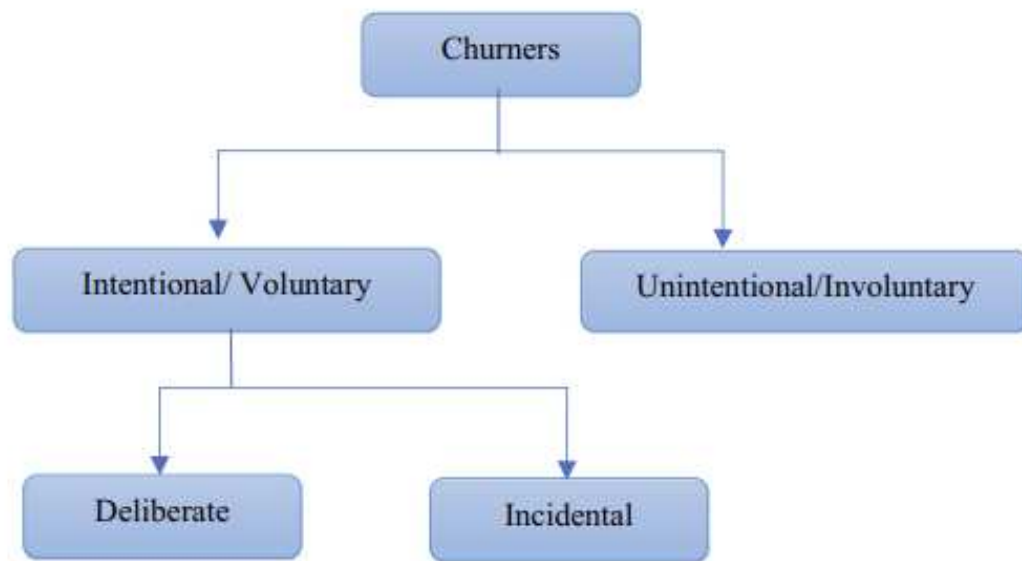 Churners
Intentional/ Voluntary
Unintentional/Involuntary
Deliberate
Incidental